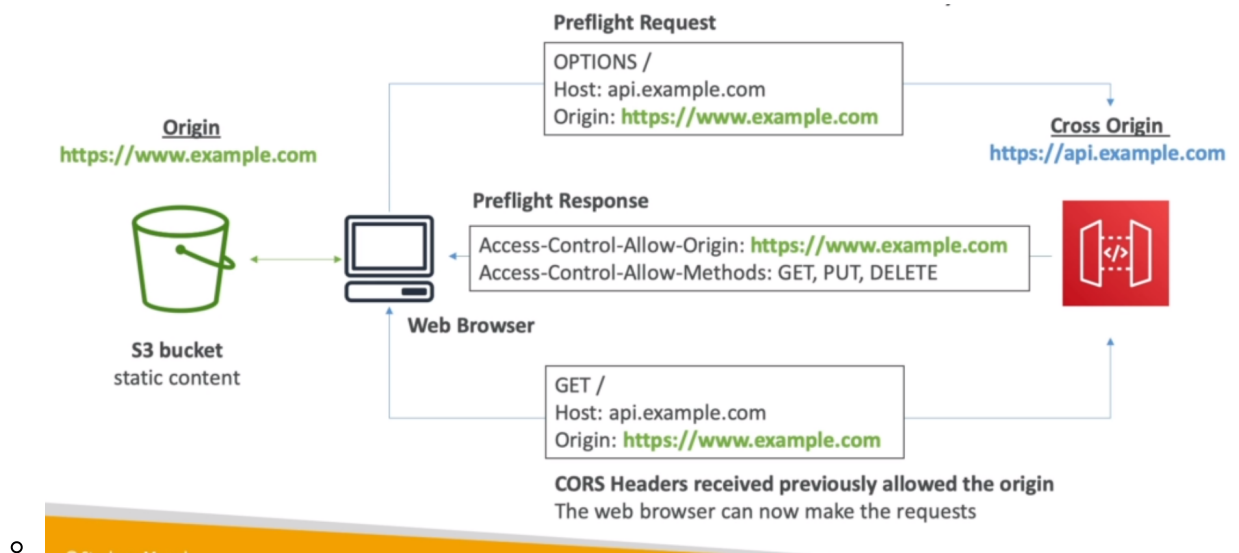 Preflight Request
OPTIONS /
Host: api.example.com
Origin: https://www.example.com
Origin
https://www.example.com
Cross Origin
https://api.example.com
Preflight Response
Access-Control-Allow-Origin: https://www.example.com
Access-Control-Allow-Methods: GET, PUT, DELETE
</>
Web Browser
S3 bucket
static content
GET /
Host: api.example.com
Origin: https://www.example.com
CORS Headers received previously allowed the origin
The web browser can now make the requests